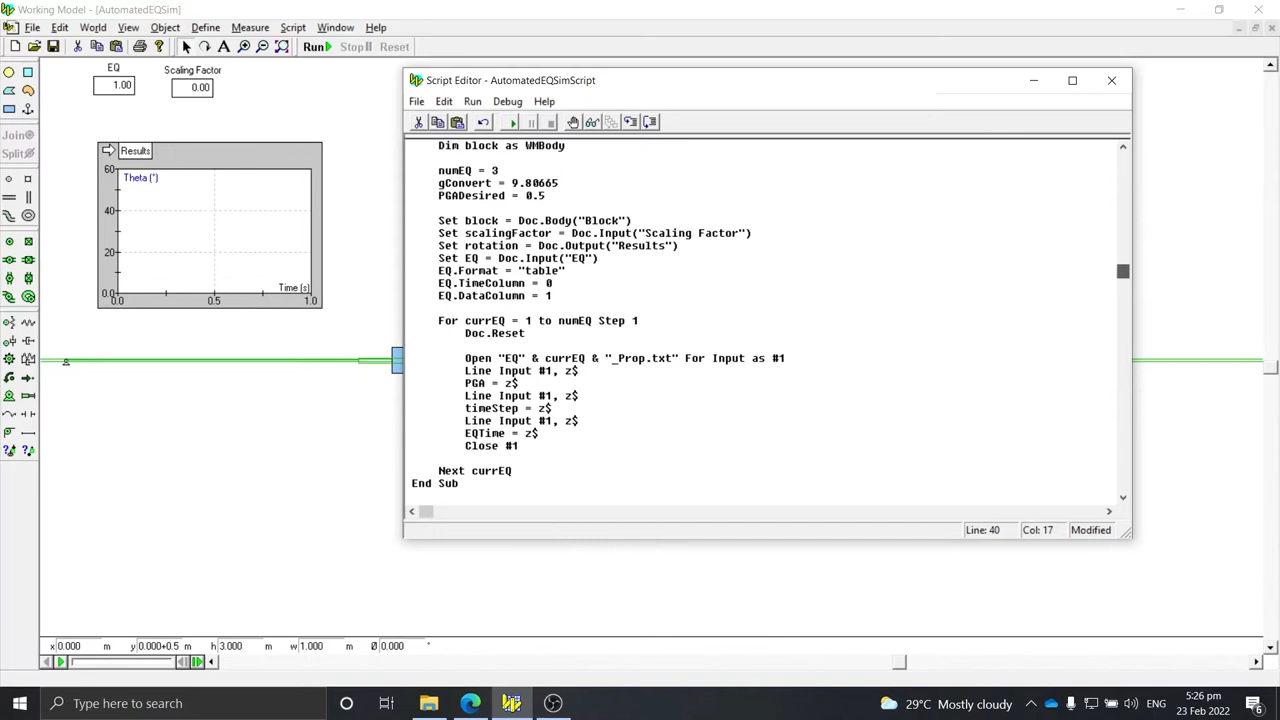 Working Model - [AutomatedEQSim]
File Edit World View Object Define Measure Script Window Help
Run Stop Reset
EQ
1.00
Scaling Factor
0.00
Join
Split
Results
60
Theta (°)
40
20
0.0
Time (s)
0.0 0.5 1.0
Script Editor - AutomatedEQSimScript
File Edit Run Debug Help
Dim block as WMBody
numEQ = 3
gConvert = 9.80665
PGADesired = 0.5
Set block = Doc.Body("Block")
Set scalingFactor = Doc.Input("Scaling Factor")
Set rotation = Doc.Output("Results")
Set EQ = Doc.Input("EQ")
EQ.Format = "table"
EQ.TimeColumn = 0
EQ.DataColumn = 1
For currEQ = 1 to numEQ Step 1
Doc.Reset
Open "EQ" & currEQ & "_Prop.txt" For Input as #1
Line Input #1, z$
PGA = z$
Line Input #1, z$
timeStep = z$
Line Input #1, z$
EQTime = z$
Close #1
Next currEQ
End Sub
Line: 40 Col: 17 Modified
x 0.000 m y 0.000+0.5 m h 3.000 m w 1.000 m Ø 0.000 °
Type here to search
29°C Mostly cloudy
ENG
5:26 pm
23 Feb 2022
6